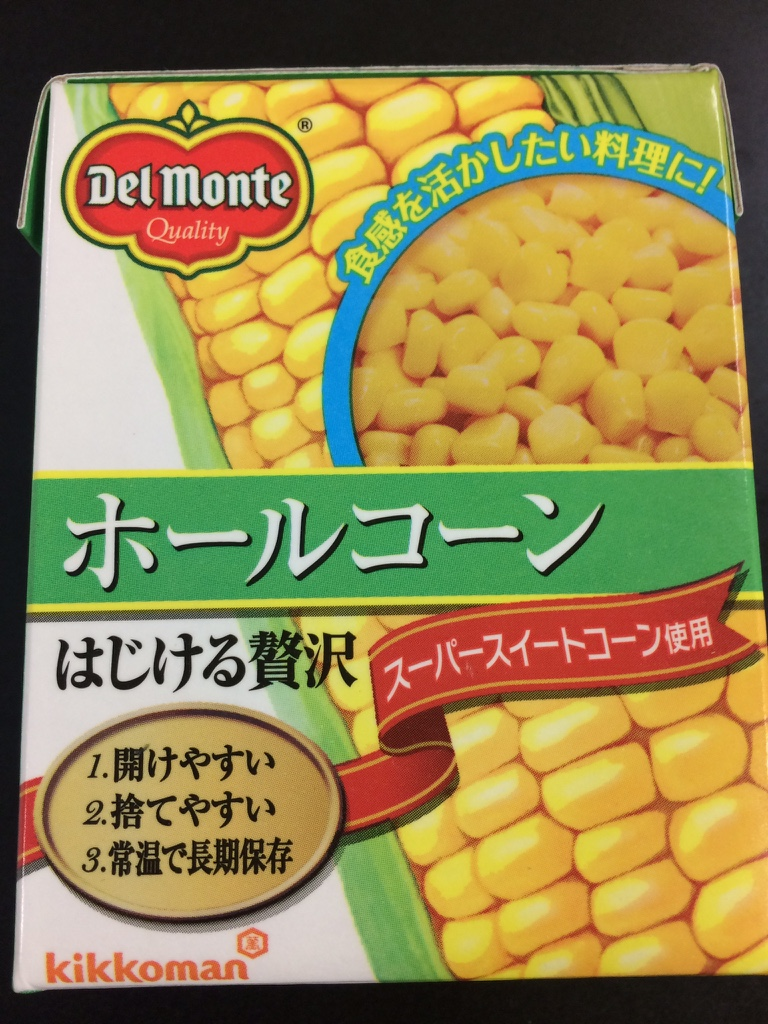 Del Monte
®
Quality
食感を活かしたい料理に!
ホールコーン
はじける贅沢
スーパースイートコーン使用
1.開けやすい
2.捨てやすい
3.常温で長期保存
kikkoman
萬